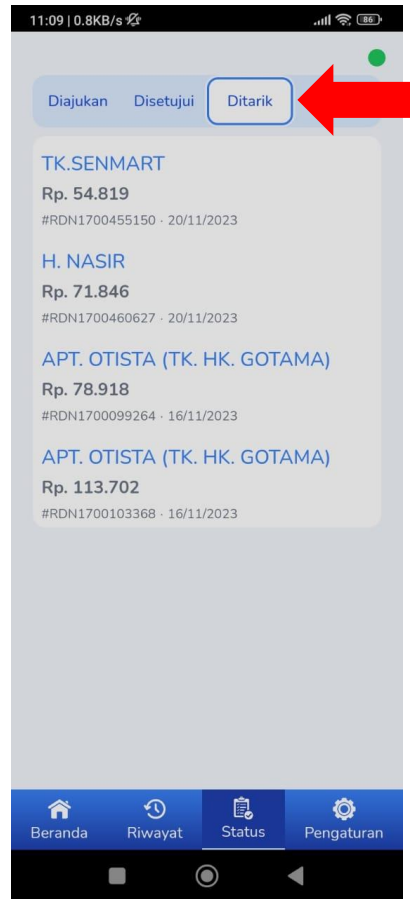 11:09 | 0.8KB/s
86
Diajukan Disetujui Ditarik
TK.SENMART
Rp. 54.819
#RDN1700455150 · 20/11/2023
H. NASIR
Rp. 71.846
#RDN1700460627 · 20/11/2023
APT. OTISTA (TK. HK. GOTAMA)
Rp. 78.918
#RDN1700099264 · 16/11/2023
APT. OTISTA (TK. HK. GOTAMA)
Rp. 113.702
#RDN1700103368 · 16/11/2023
Beranda Riwayat Status Pengaturan